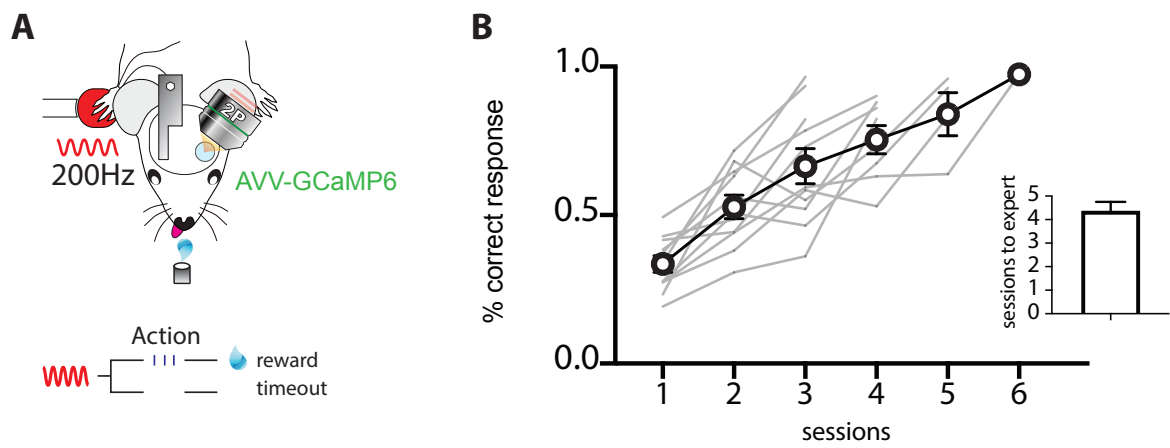 A
2P
200Hz
AVV-GCaMP6
Action
reward
timeout
B
% correct response
1.0
0.5
0.0
1 2 3 4 5 6
sessions
sessions to expert
5
4
3
2
1
0